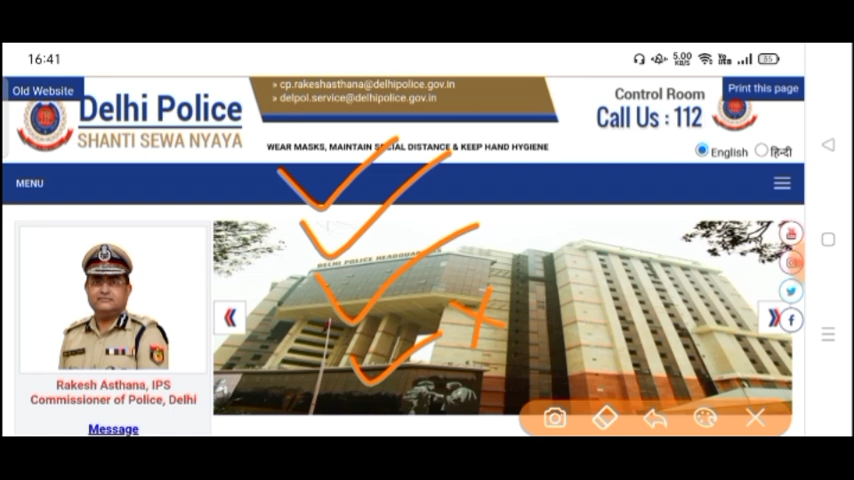 16:41
5.00 KB/S
85
Old Website
Delhi Police
SHANTI SEWA NYAYA
» cp.rakeshasthana@delhipolice.gov.in
» delpol.service@delhipolice.gov.in
WEAR MASKS, MAINTAIN SOCIAL DISTANCE & KEEP HAND HYGIENE
Control Room
Call Us : 112
Print this page
English हिन्दी
MENU
DELHI POLICE HEADQUARTERS
Rakesh Asthana, IPS
Commissioner of Police, Delhi
Message